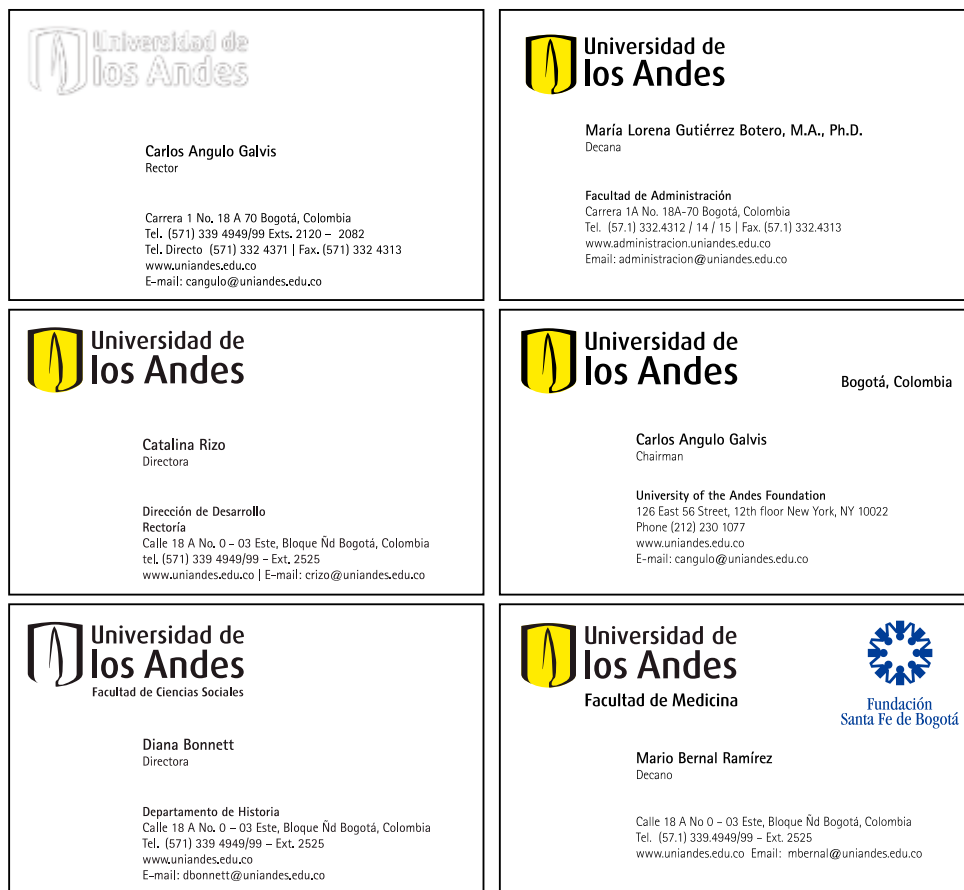 Universidad de
los Andes
Carlos Angulo Galvis
Rector
Carrera 1 No. 18 A 70 Bogotá, Colombia
Tel. (571) 339 4949/99 Exts. 2120 – 2082
Tel. Directo (571) 332 4371 | Fax. (571) 332 4313
www.uniandes.edu.co
E-mail: cangulo@uniandes.edu.co
Universidad de
los Andes
María Lorena Gutiérrez Botero, M.A., Ph.D.
Decana
Facultad de Administración
Carrera 1A No. 18A-70 Bogotá, Colombia
Tel. (57.1) 332.4312 / 14 / 15 | Fax. (57.1) 332.4313
www.administracion.uniandes.edu.co
Email: administracion@uniandes.edu.co
Universidad de
los Andes
Catalina Rizo
Directora
Dirección de Desarrollo
Rectoría
Calle 18 A No. 0 – 03 Este, Bloque Ñd Bogotá, Colombia
tel. (571) 339 4949/99 – Ext. 2525
www.uniandes.edu.co | E-mail: crizo@uniandes.edu.co
Universidad de
los Andes
Bogotá, Colombia
Carlos Angulo Galvis
Chairman
University of the Andes Foundation
126 East 56 Street, 12th floor New York, NY 10022
Phone (212) 230 1077
www.uniandes.edu.co
E-mail: cangulo@uniandes.edu.co
Universidad de
los Andes
Facultad de Ciencias Sociales
Diana Bonnett
Directora
Departamento de Historia
Calle 18 A No. 0 – 03 Este, Bloque Ñd Bogotá, Colombia
Tel. (571) 339 4949/99 – Ext. 2525
www.uniandes.edu.co
E-mail: dbonnett@uniandes.edu.co
Universidad de
los Andes
Facultad de Medicina
Fundación
Santa Fe de Bogotá
Mario Bernal Ramírez
Decano
Calle 18 A No 0 – 03 Este, Bloque Ñd Bogotá, Colombia
Tel. (57.1) 339.4949/99 – Ext. 2525
www.uniandes.edu.co Email: mbernal@uniandes.edu.co